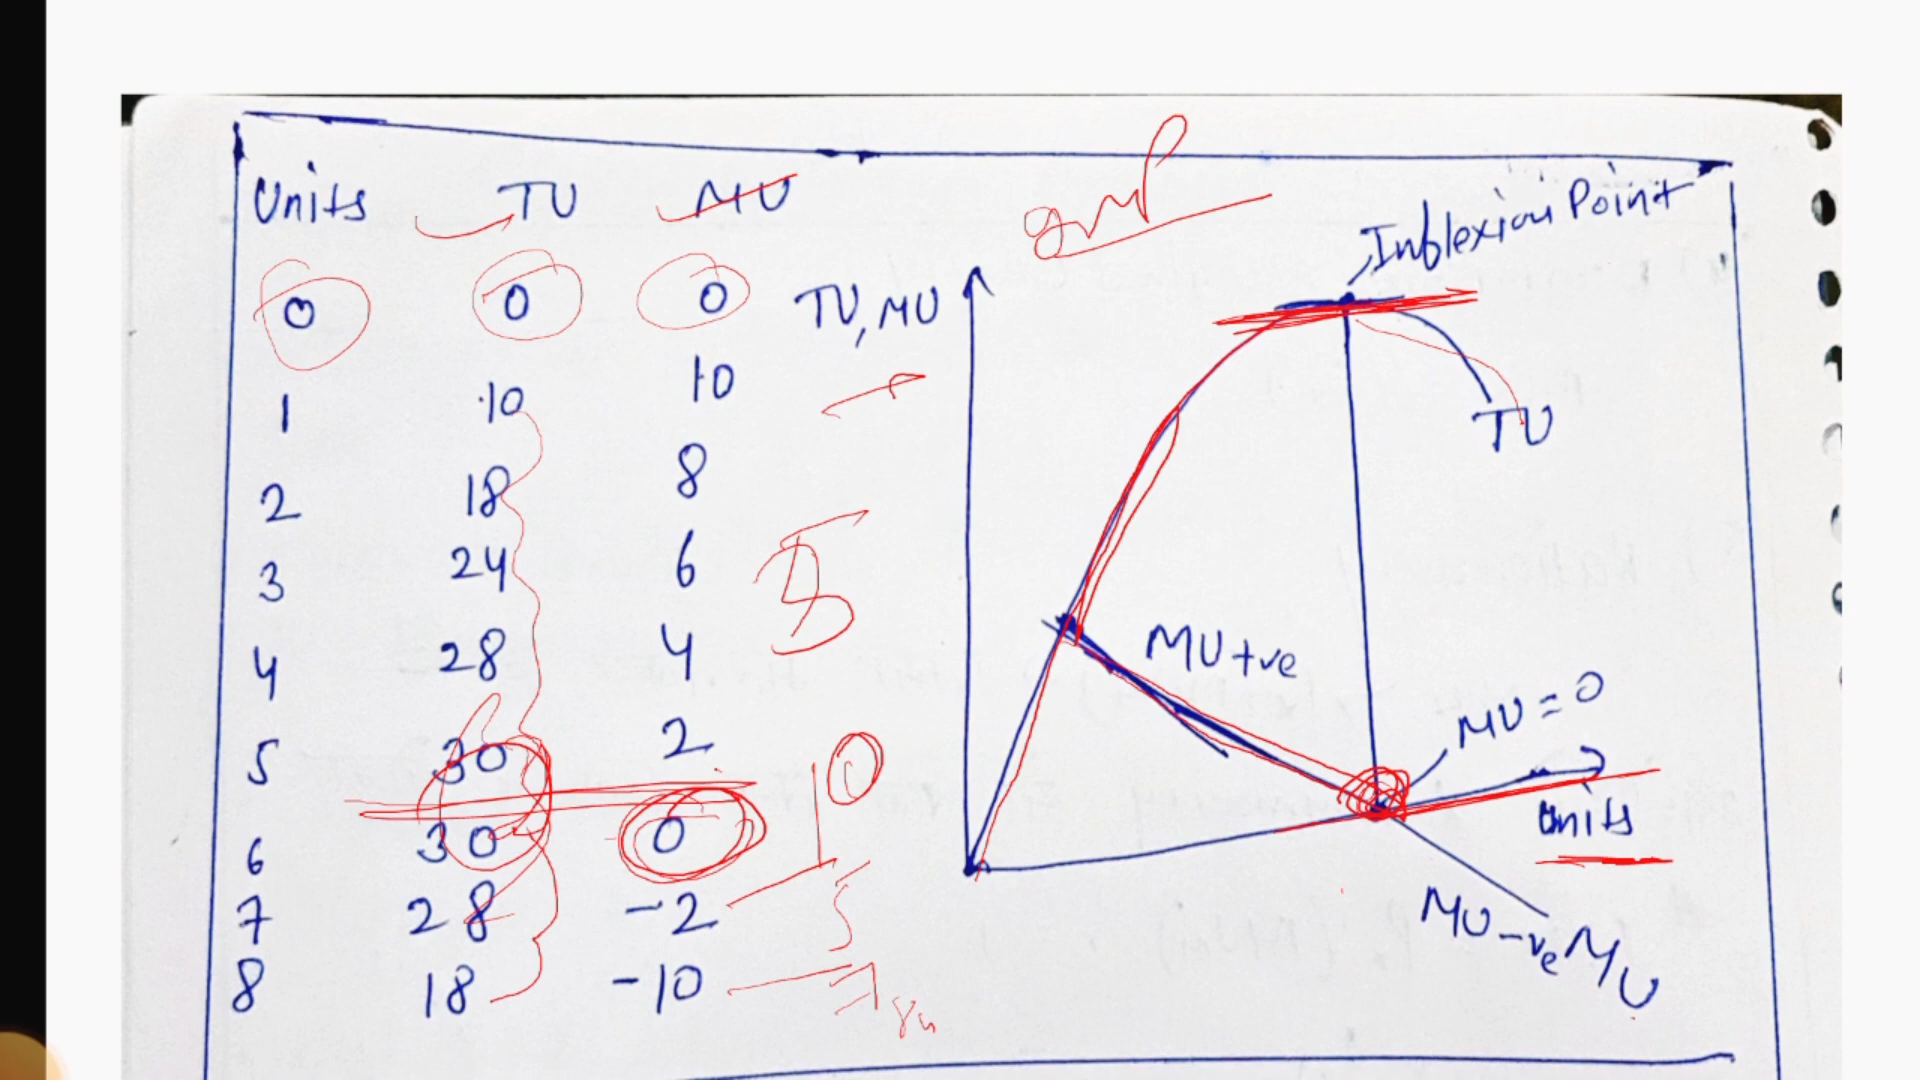 Units TU MU
0 0 0
1 10 10
2 18 8
3 24 6
4 28 4
5 30 2
6 30 0
7 28 -2
8 18 -10
TU, MU
Inflexion Point
TU
MU+ve
MU=0
Units
MU-ve
MU